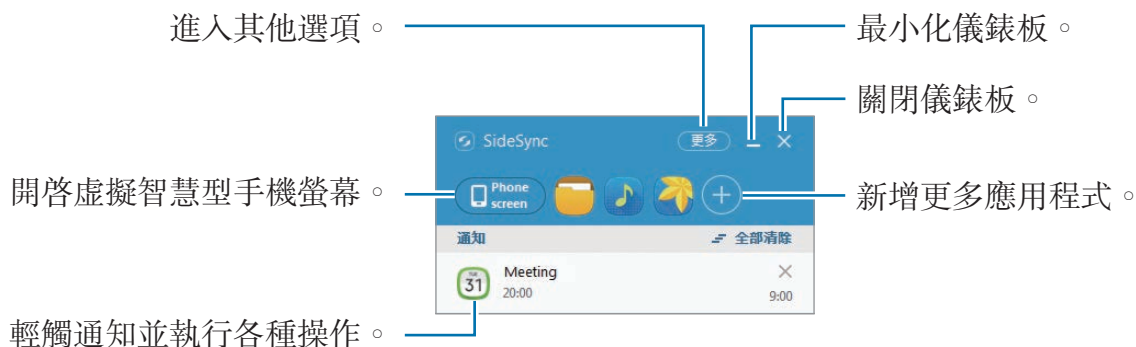 進入其他選項。
最小化儀錶板。
關閉儀錶板。
SideSync
更多
開啓虛擬智慧型手機螢幕。
Phone
screen
新增更多應用程式。
通知
全部清除
31
Meeting
20:00
9:00
輕觸通知並執行各種操作。